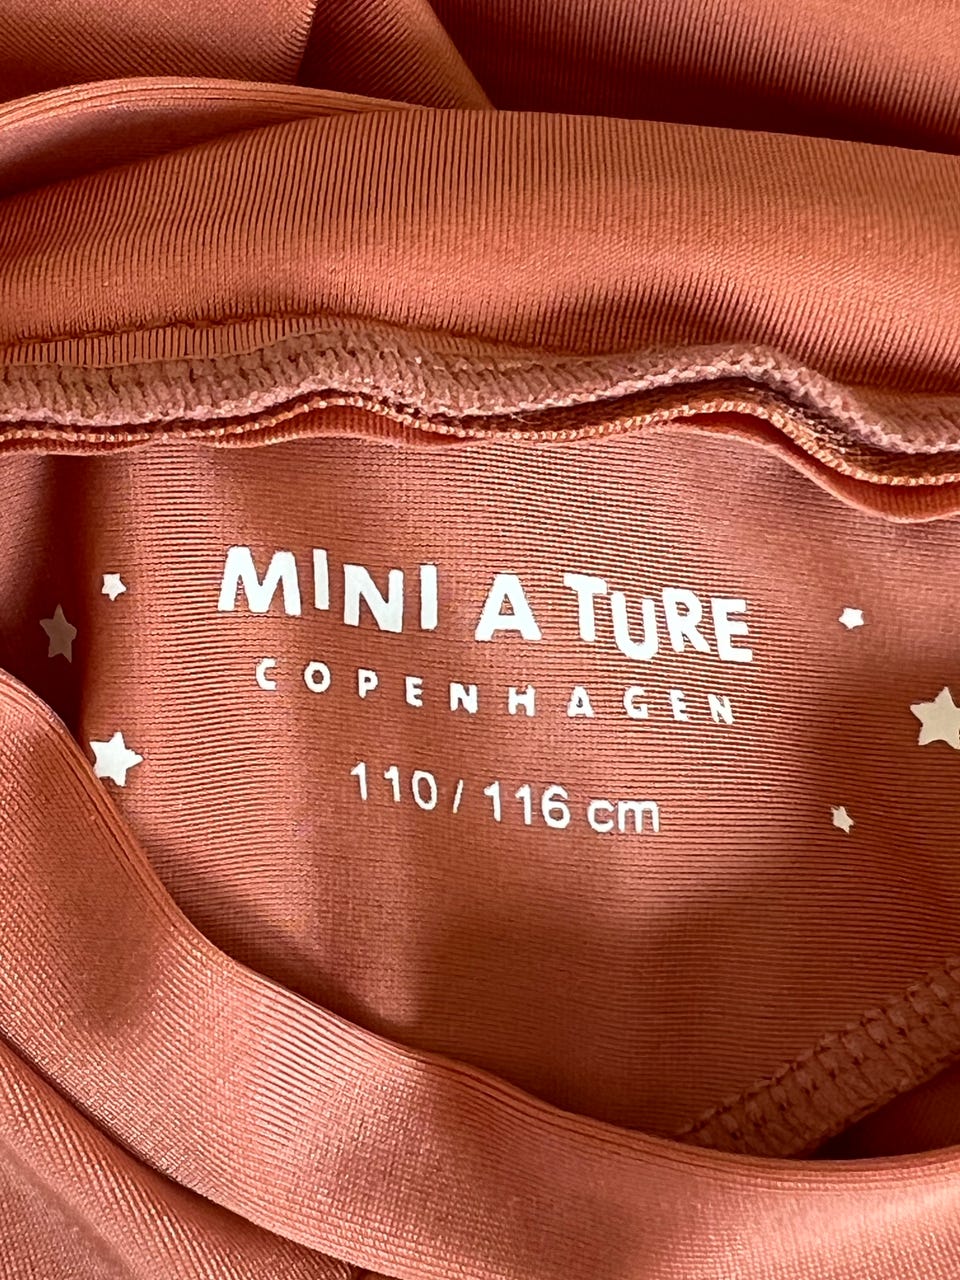 MINI A TURE
COPENHAGEN
110 / 116 cm